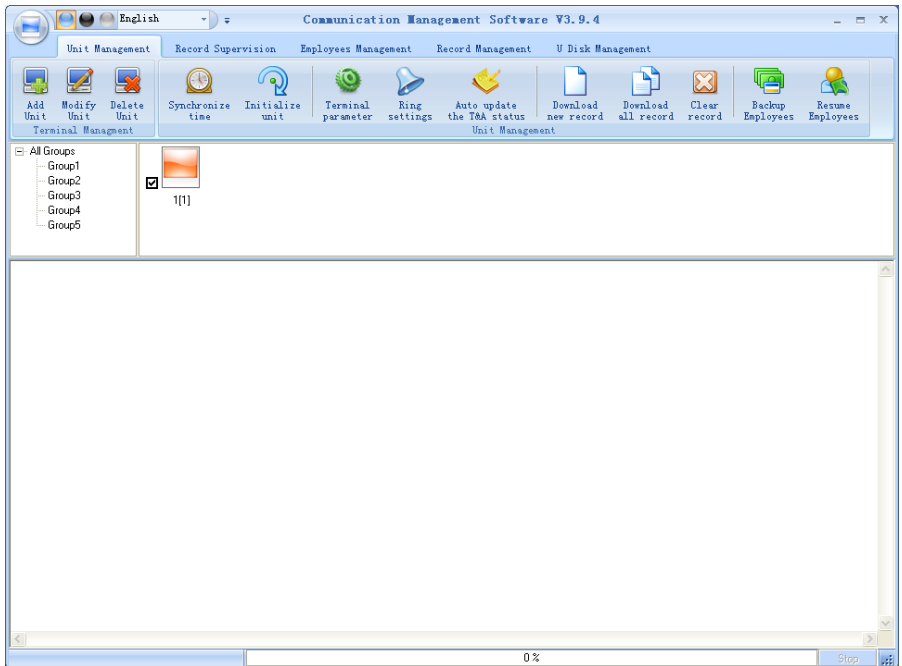 English
Communication Management Software V3.9.4
Unit Management Record Supervision Employees Management Record Management U Disk Management
Add Unit
Modify Unit
Delete Unit
Synchronize time
Initialize unit
Terminal parameter
Ring settings
Auto update the T&A status
Download new record
Download all record
Clear record
Backup Employees
Resume Employees
Terminal Managment
Unit Management
All Groups
Group1
Group2
Group3
Group4
Group5
1[1]
0%
Stop